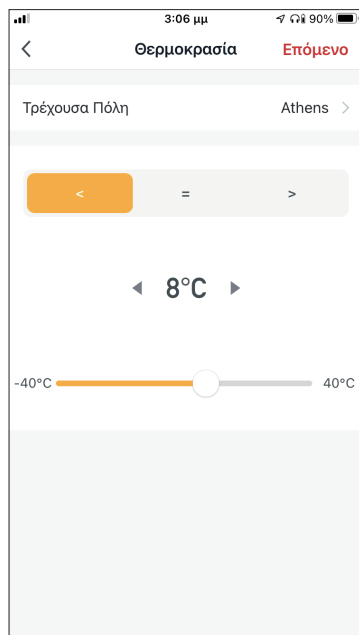 3:06 μμ 90%
Θερμοκρασία Επόμενο
Τρέχουσα Πόλη Athens >
< = >
8°C
-40°C 40°C